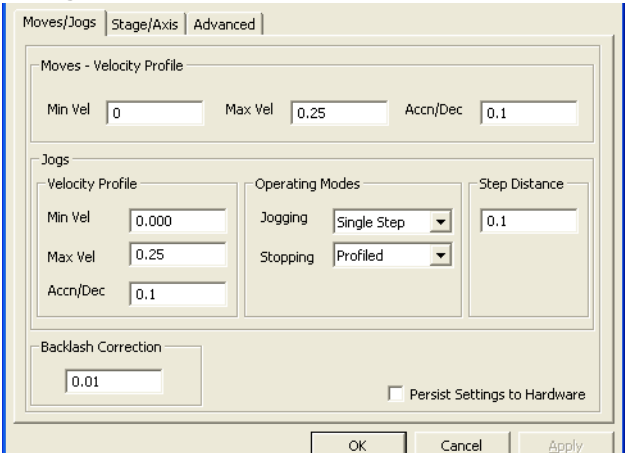 Moves/Jogs Stage/Axis Advanced
Moves - Velocity Profile
Min Vel 0 Max Vel 0.25 Accn/Dec 0.1
Jogs
Velocity Profile Operating Modes Step Distance
Min Vel 0.000 Jogging Single Step 0.1
Max Vel 0.25 Stopping Profiled
Accn/Dec 0.1
Backlash Correction
0.01 Persist Settings to Hardware
OK Cancel Apply